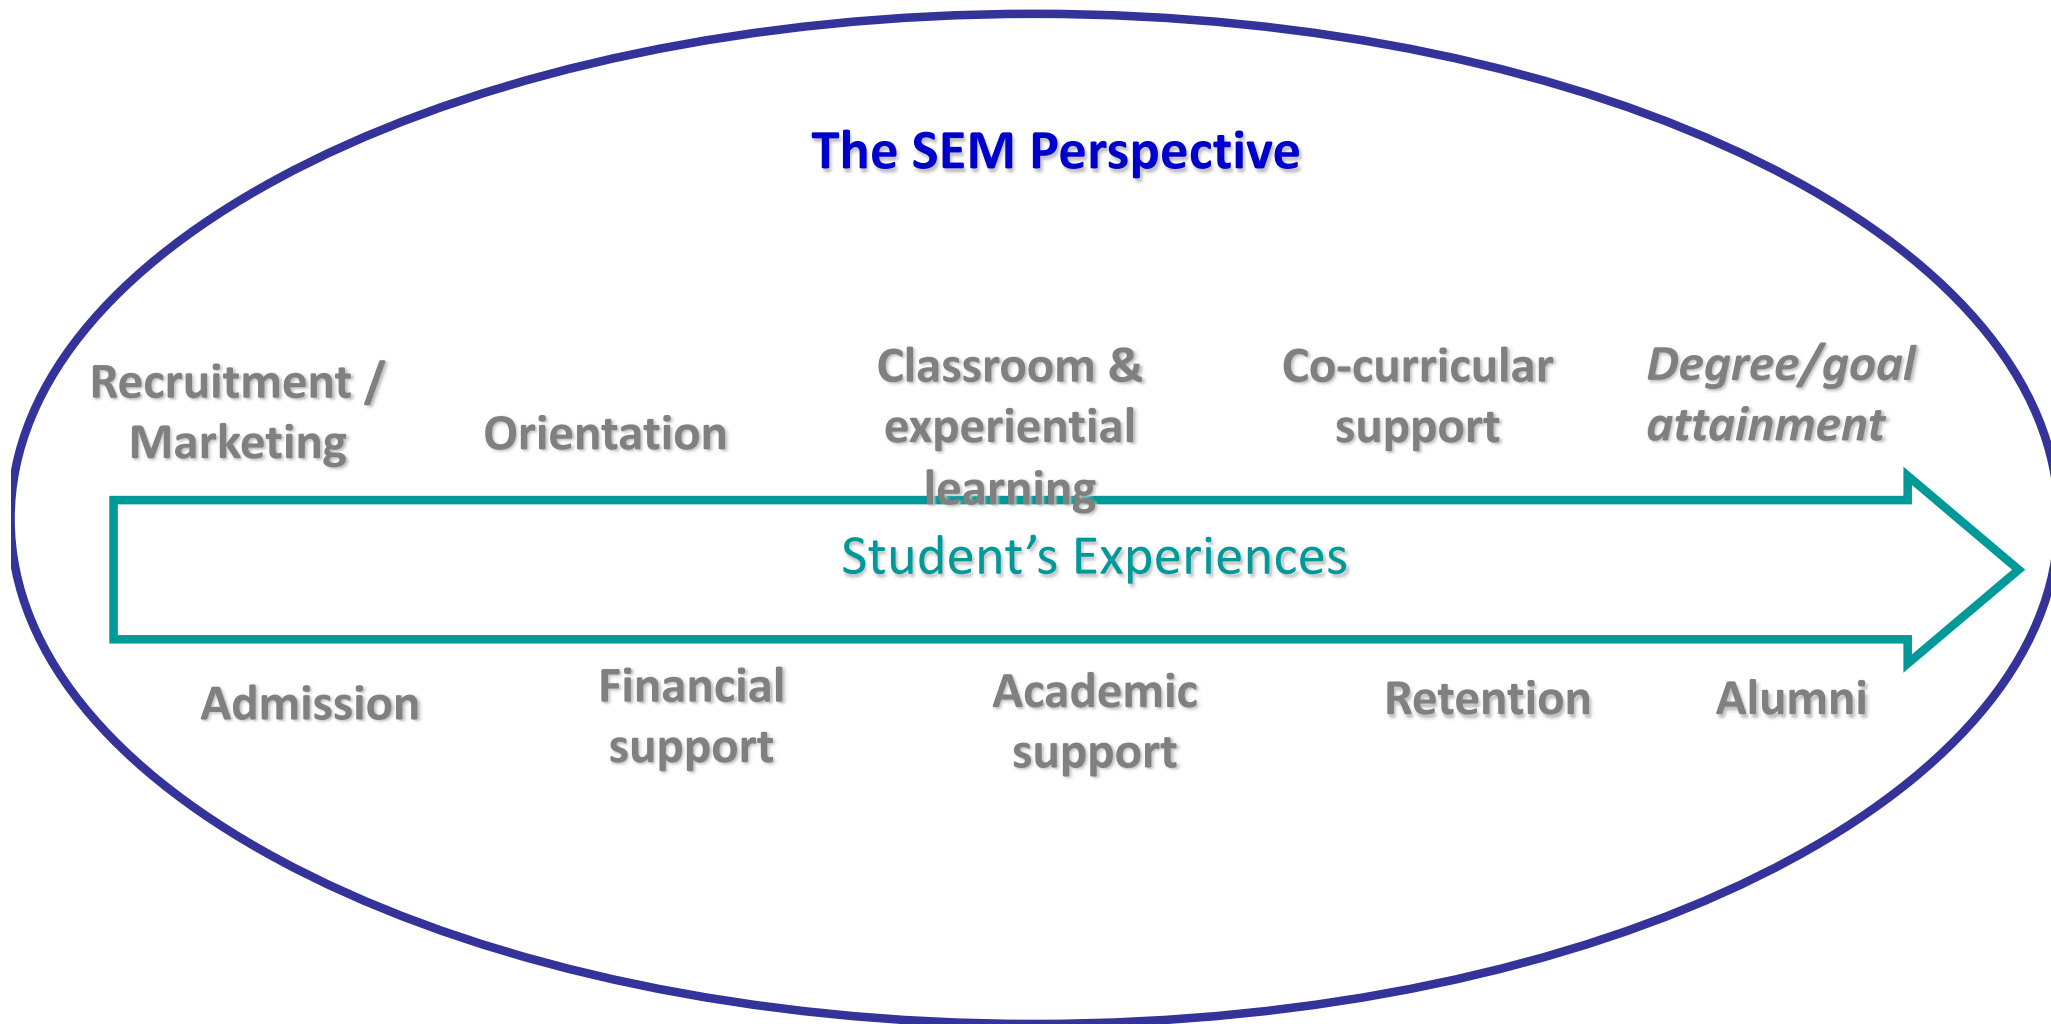 The SEM Perspective
Recruitment /
Marketing
Orientation
Classroom &
experiential
learning
Co-curricular
support
Degree/goal
attainment
Student’s Experiences
Admission
Financial
support
Academic
support
Retention
Alumni